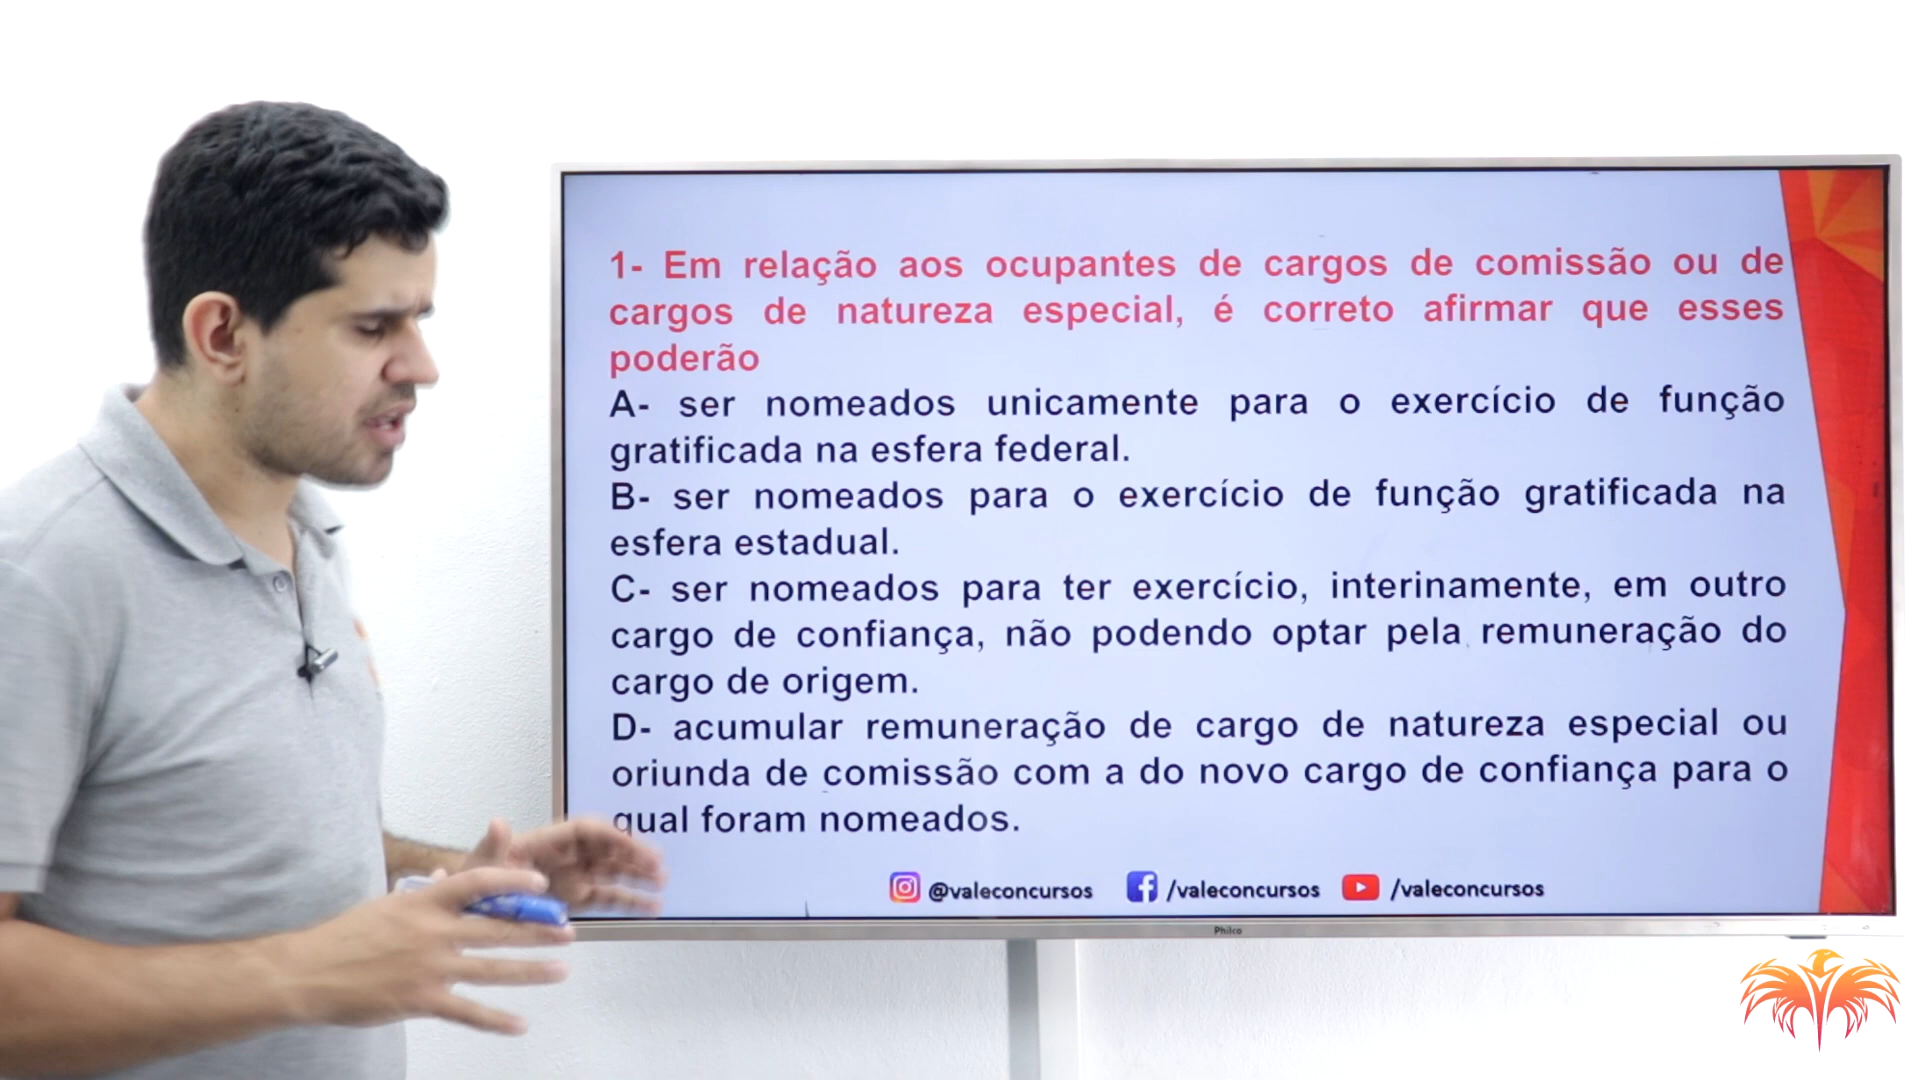 1- Em relação aos ocupantes de cargos de comissão ou de
cargos de natureza especial, é correto afirmar que esses
poderão
A- ser nomeados unicamente para o exercício de função
gratificada na esfera federal.
B- ser nomeados para o exercício de função gratificada na
esfera estadual.
C- ser nomeados para ter exercício, interinamente, em outro
cargo de confiança, não podendo optar pela remuneração do
cargo de origem.
D- acumular remuneração de cargo de natureza especial ou
oriunda de comissão com a do novo cargo de confiança para o
qual foram nomeados.
@valeconcursos /valeconcursos /valeconcursos
Philco